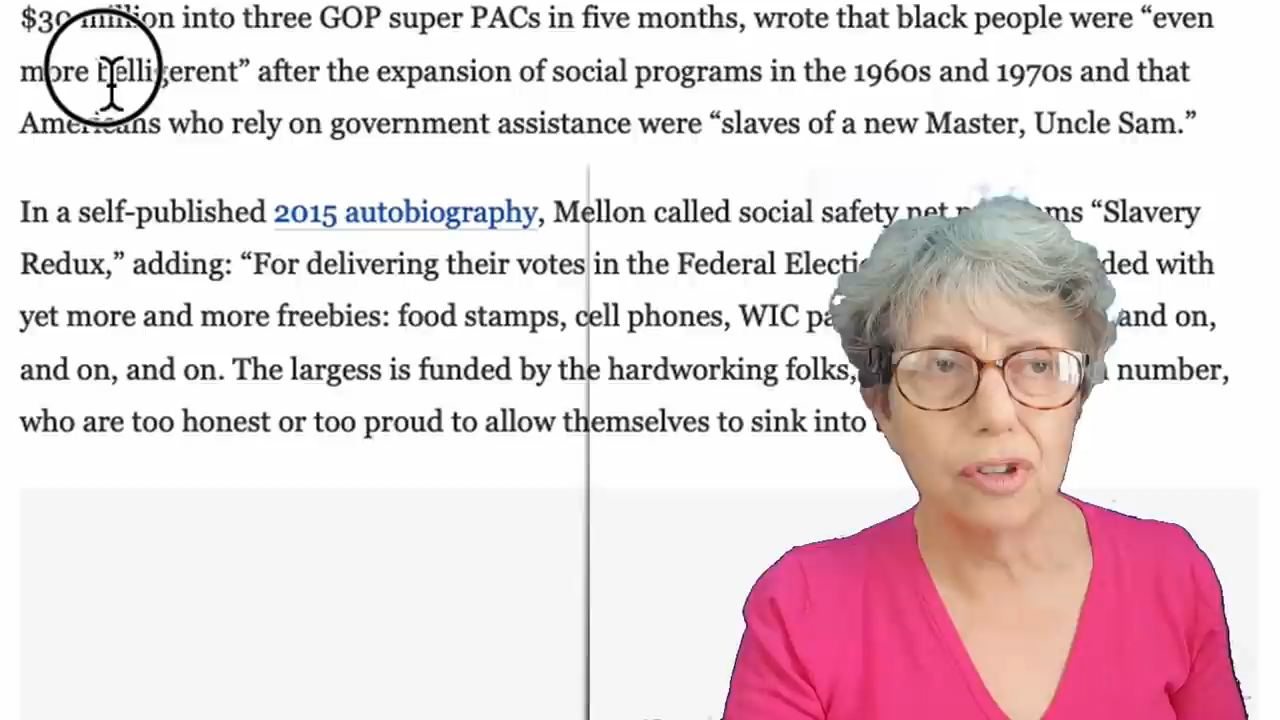 $30 million into three GOP super PACs in five months, wrote that black people were “even
more belligerent” after the expansion of social programs in the 1960s and 1970s and that
Americans who rely on government assistance were “slaves of a new Master, Uncle Sam.”
In a self-published 2015 autobiography, Mellon called social safety net “Slavery
Redux,” adding: “For delivering their votes in the Federal with
yet more and more freebies: food stamps, cell phones, WIC and on,
and on, and on. The largess is funded by the hardworking folks, number,
who are too honest or too proud to allow themselves to sink into